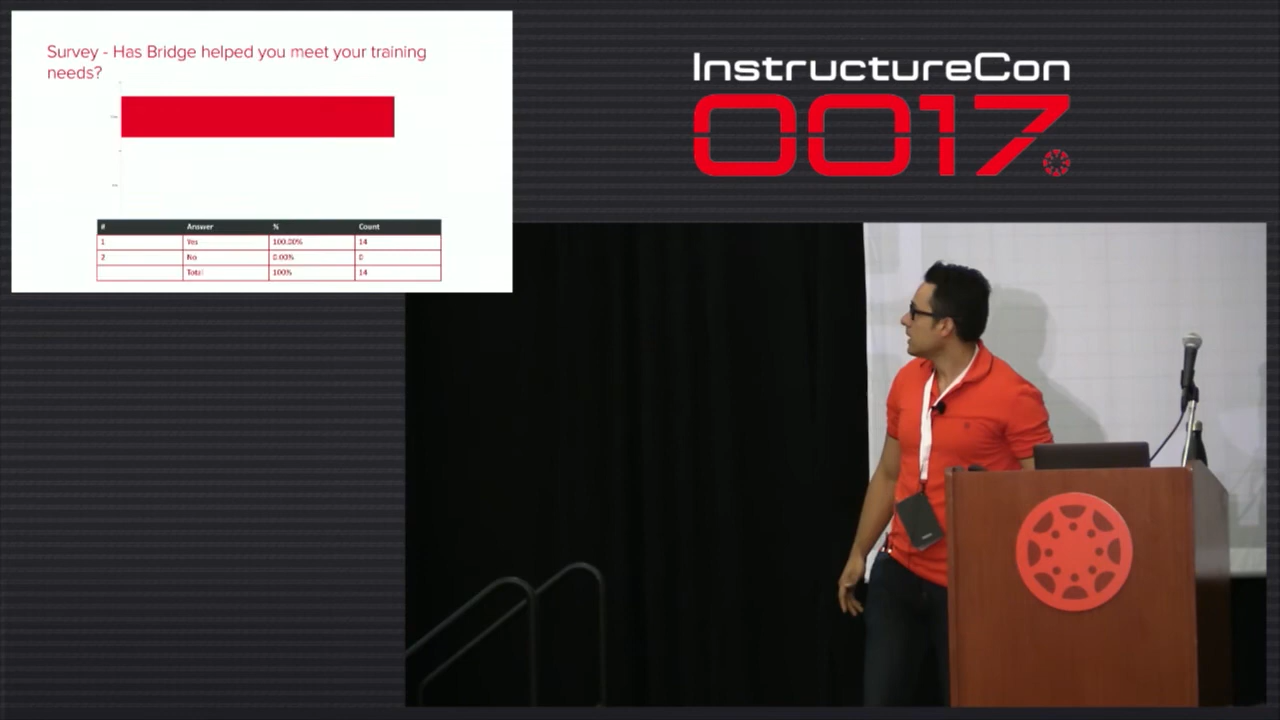 Survey - Has Bridge helped you meet your training
needs?
# Answer % Count
1 Yes 100.00% 14
2 No 0.00% 0
Total 100% 14
InstructureCon
0017